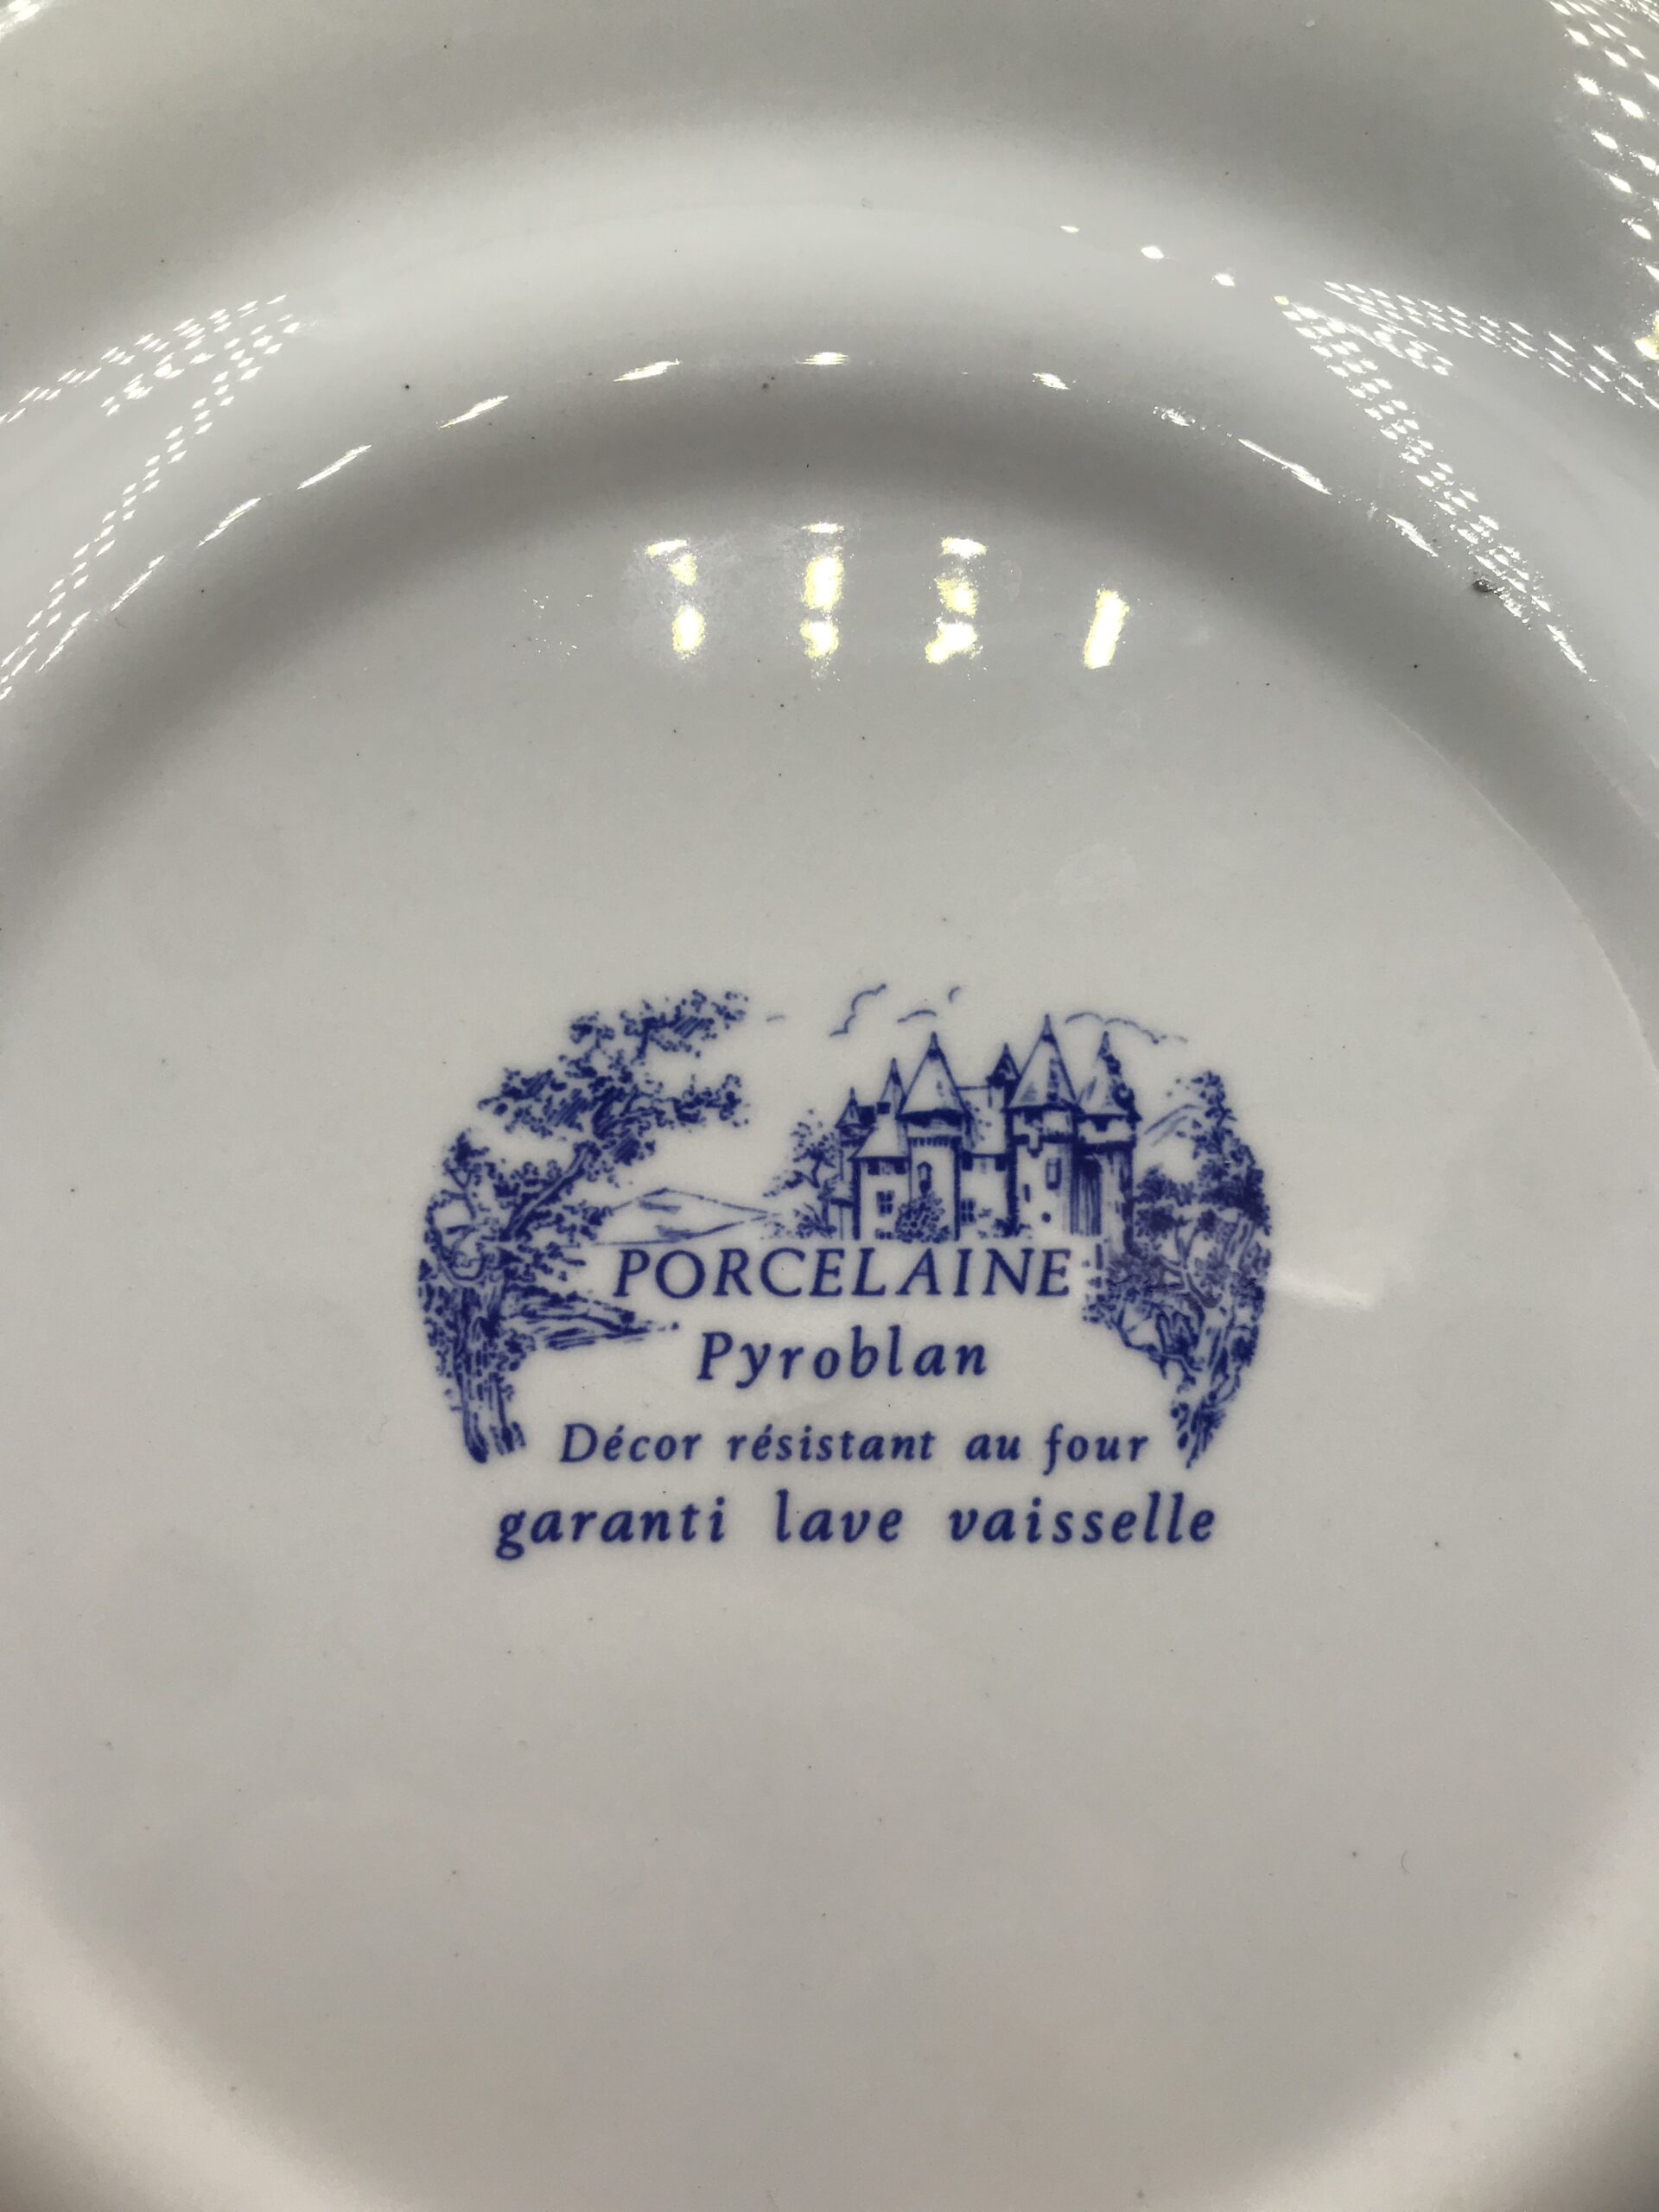 PORCELAINE
Pyroblan
Décor résistant au four
garanti lave vaisselle